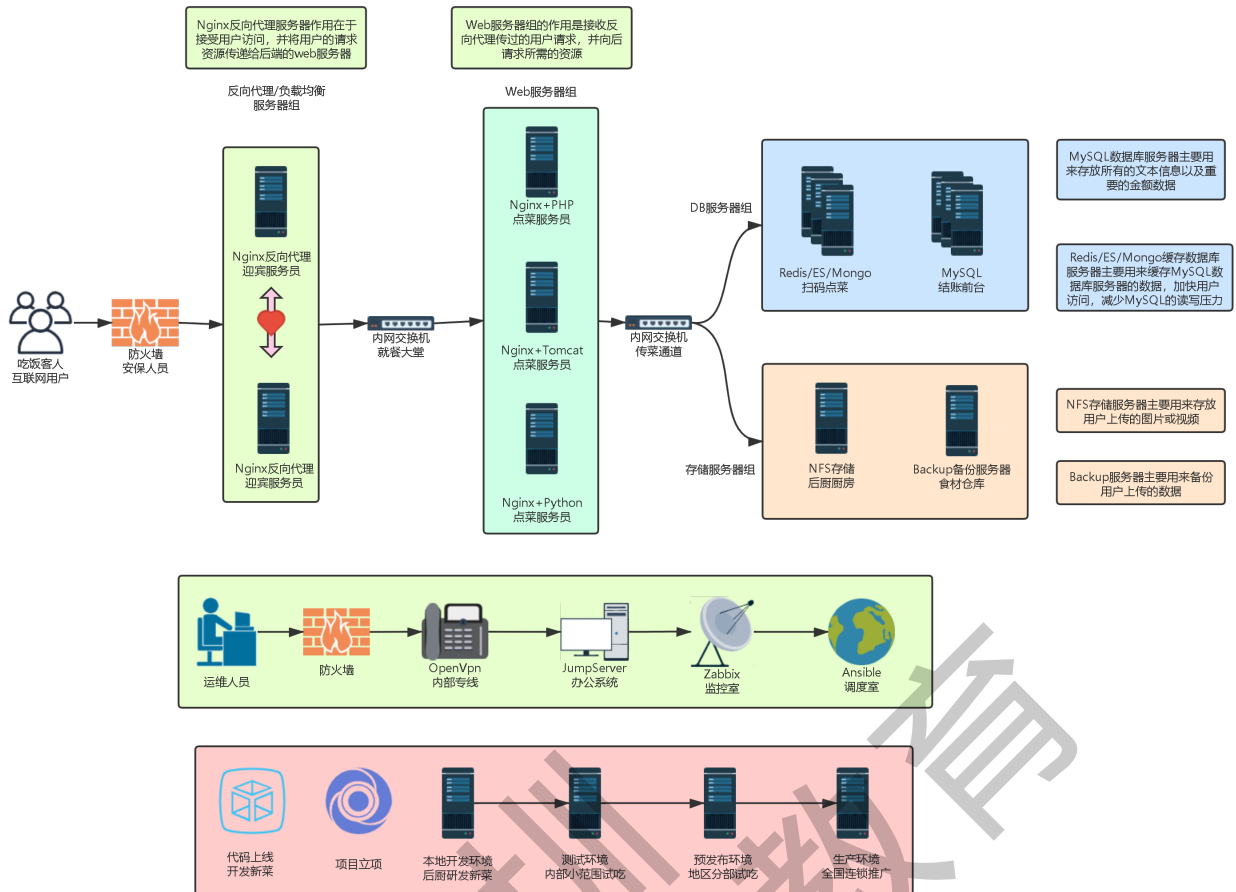 Nginx反向代理服务器作用在于
接受用户访问，并将用户的请求
资源传递给后端的web服务器
Web服务器组的作用是接收反
向代理传过的用户请求，并向后
请求所需的资源
反向代理/负载均衡
服务器组
Web服务器组
Nginx反向代理
迎宾服务员
Nginx反向代理
迎宾服务员
吃饭客人
互联网用户
防火墙
安保人员
内网交换机
就餐大堂
Nginx+PHP
点菜服务员
Nginx+Tomcat
点菜服务员
Nginx+Python
点菜服务员
内网交换机
传菜通道
DB服务器组
Redis/ES/Mongo
扫码点菜
MySQL
结账前台
存储服务器组
NFS存储
后厨厨房
Backup备份服务器
食材仓库
MySQL数据库服务器主要用
来存放所有的文本信息以及重
要的金额数据
Redis/ES/Mongo缓存数据库
服务器主要用来缓存MySQL数
据库服务器的数据，加快用户
访问，减少MySQL的读写压力
NFS存储服务器主要用来存放
用户上传的图片或视频
Backup服务器主要用来备份
用户上传的数据
运维人员
防火墙
OpenVpn
内部专线
JumpServer
办公系统
Zabbix
监控室
Ansible
调度室
代码上线
开发新菜
项目立项
本地开发环境
后厨研发新菜
测试环境
内部小范围试吃
预发布环境
地区分部试吃
生产环境
全国连锁推广
教育